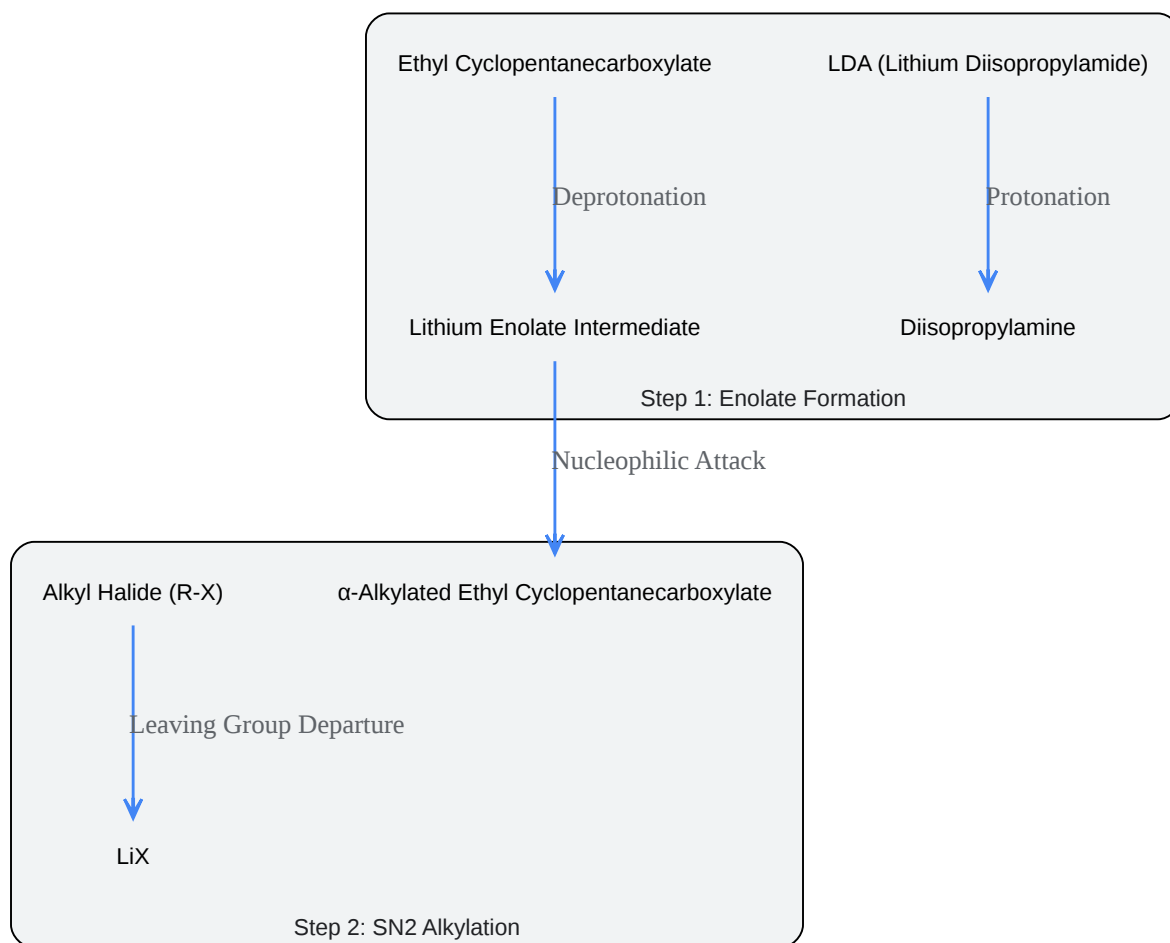 Ethyl Cyclopentanecarboxylate
LDA (Lithium Diisopropylamide)
Deprotonation
Protonation
Lithium Enolate Intermediate
Diisopropylamine
Step 1: Enolate Formation
Nucleophilic Attack
Alkyl Halide (R-X)
α-Alkylated Ethyl Cyclopentanecarboxylate
Leaving Group Departure
LiX
Step 2: SN2 Alkylation